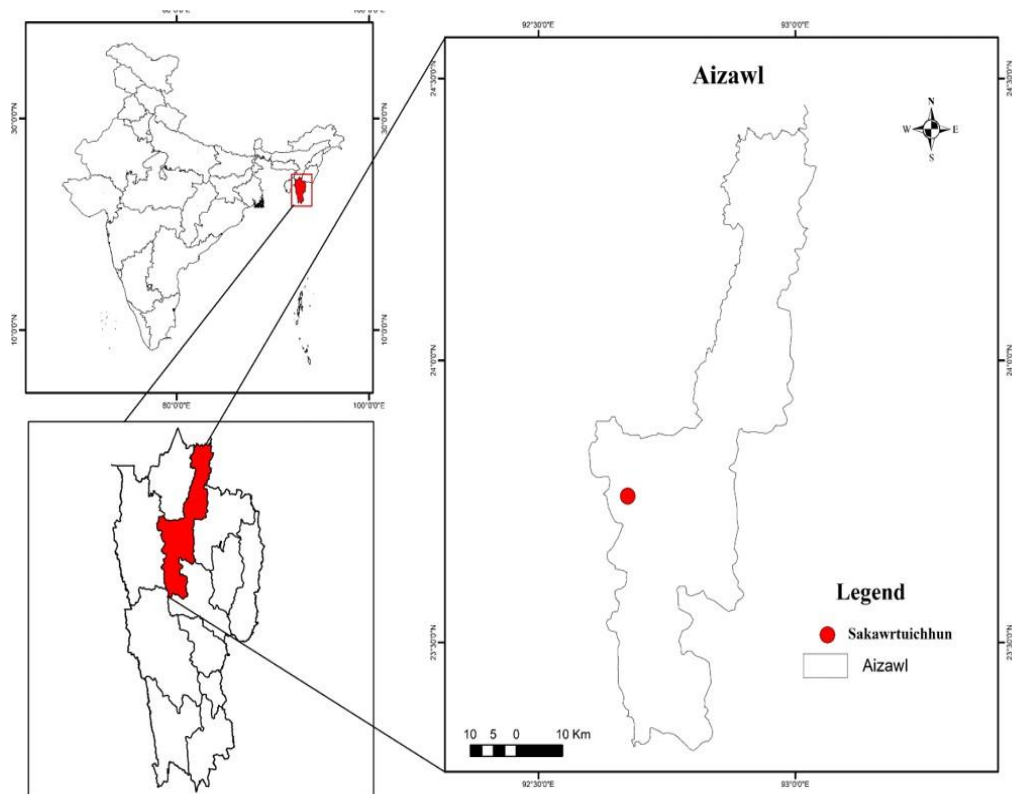 80°0'0"E 100°0'0"E
30°0'0"N 30°0'0"N
10°0'0"N 10°0'0"N
80°0'0"E 100°0'0"E
92°30'0"E 93°0'0"E
Aizawl
24°30'0"N 24°30'0"N
N
W E
S
24°0'0"N 24°0'0"N
Legend
Sakawrtuichhun
Aizawl
23°30'0"N 23°30'0"N
10 5 0 10 Km
92°30'0"E 93°0'0"E